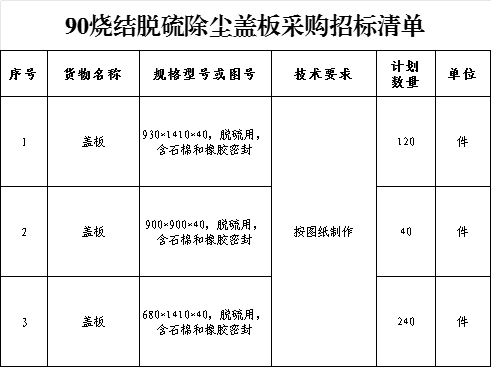 90烧结脱硫除尘盖板采购招标清单
序号 货物名称 规格型号或图号 技术要求 计划数量 单位
1 盖板 930*1410*40，脱硫用，含石棉和橡胶密封 按图纸制作 120 件
2 盖板 900*900*40，脱硫用，含石棉和橡胶密封 40 件
3 盖板 680*1410*40，脱硫用，含石棉和橡胶密封 240 件